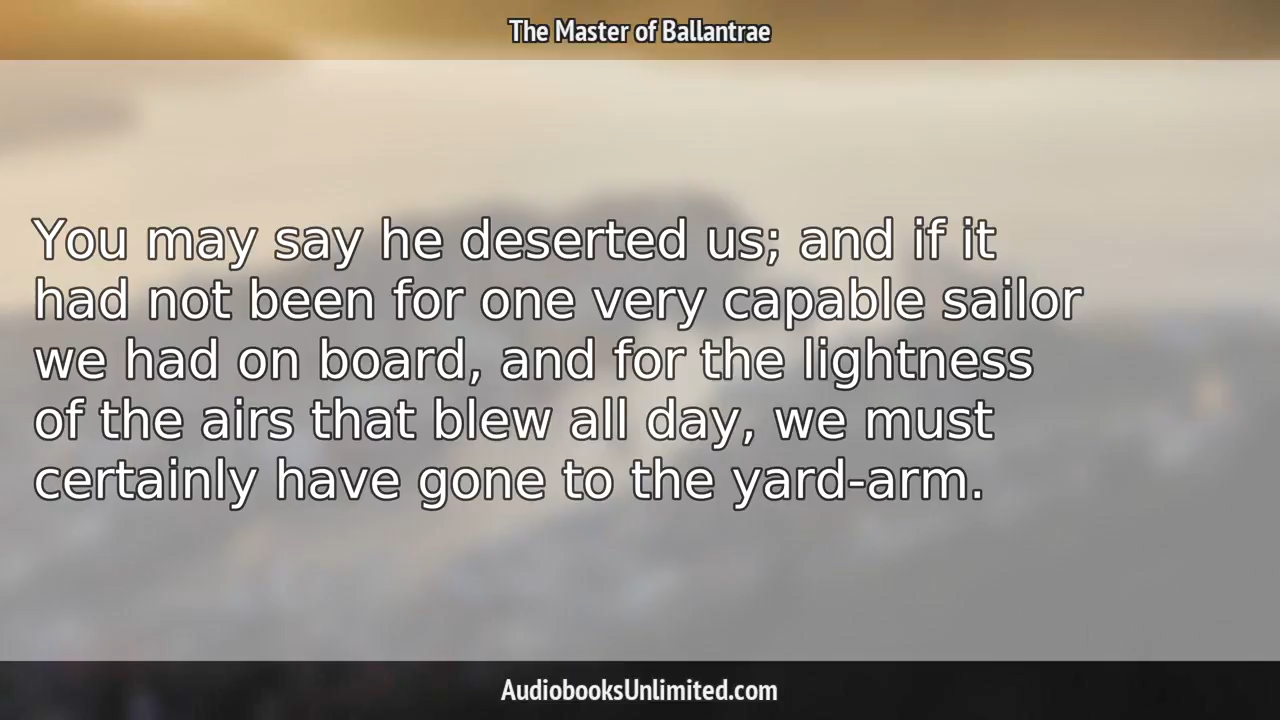 The Master of Ballantrae
You may say he deserted us; and if it
had not been for one very capable sailor
we had on board, and for the lightness
of the airs that blew all day, we must
certainly have gone to the yard-arm.
AudiobooksUnlimited.com